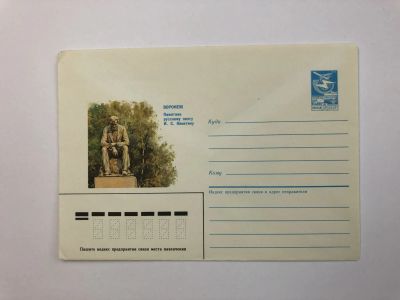 ВОРОНЕЖ
Памятник
русскому поэту
И. С. Никитину
Куда
Кому
Индекс предприятия связи и адрес отправителя
Пишите индекс предприятия связи места назначения